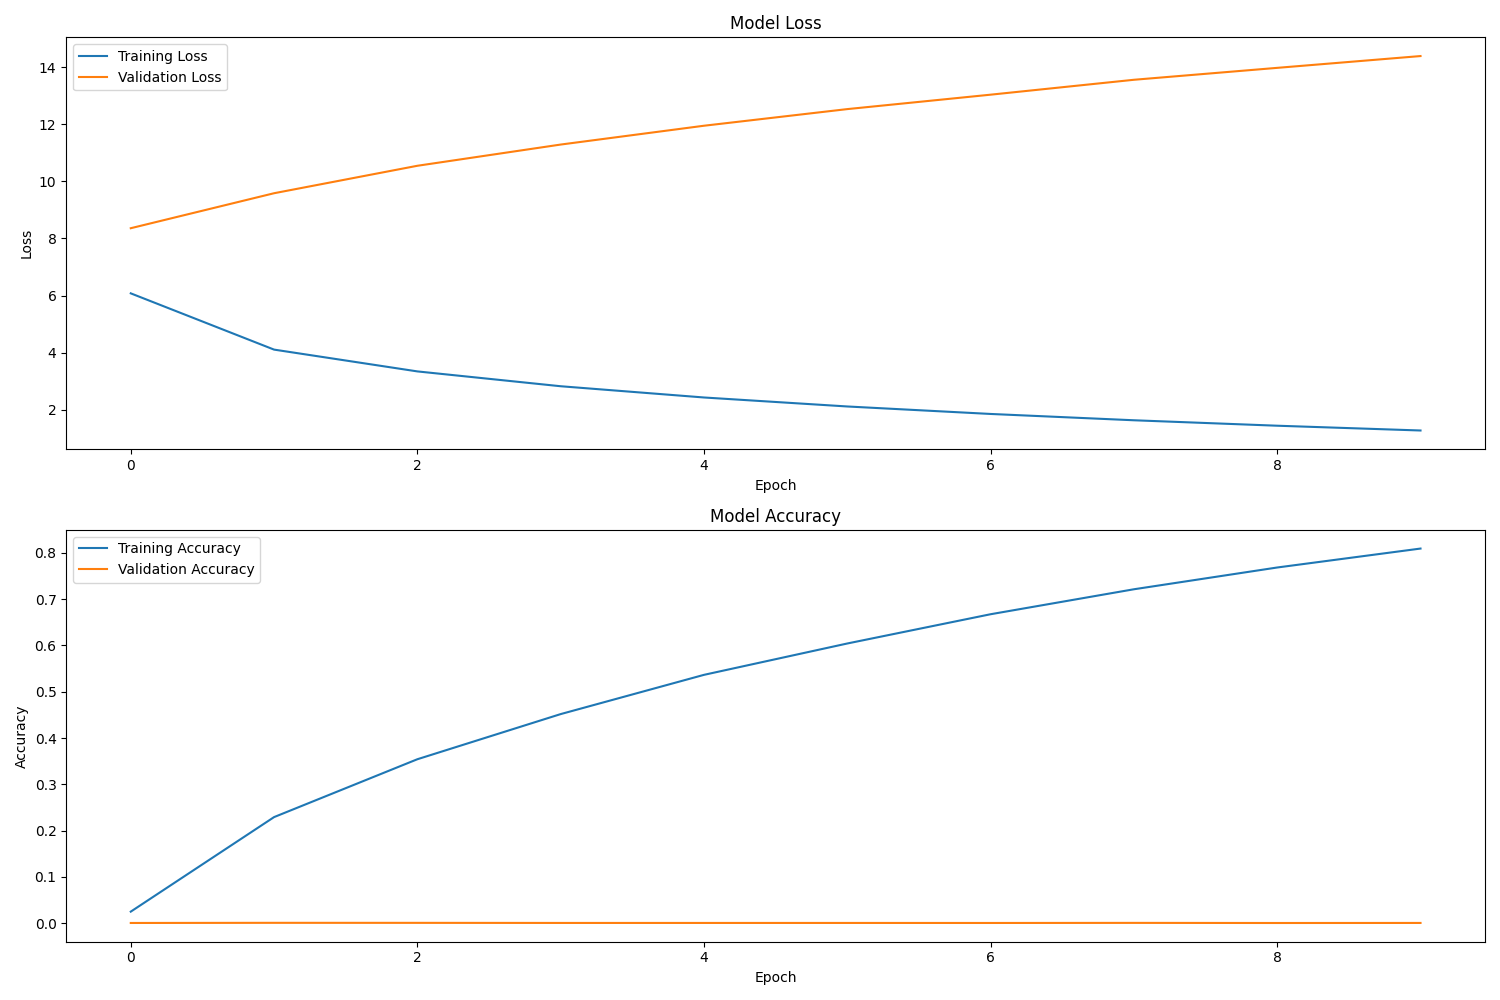 Model Loss
Training Loss
Validation Loss
14
12
10
8
6
4
2
Loss
0 2 4 6 8
Epoch
Model Accuracy
Training Accuracy
Validation Accuracy
0.8
0.7
0.6
0.5
0.4
0.3
0.2
0.1
0.0
Accuracy
0 2 4 6 8
Epoch